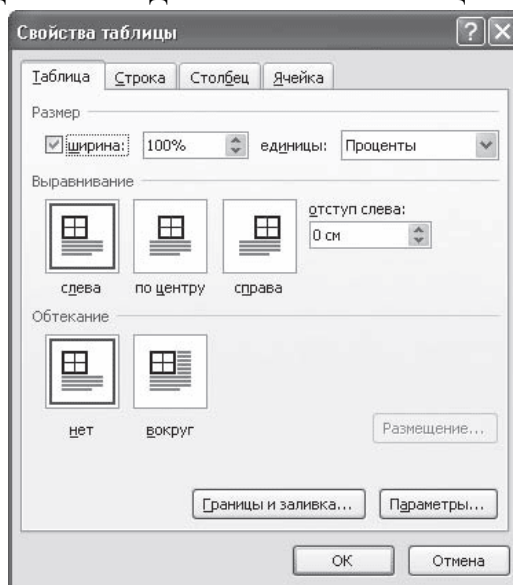 Свойства таблицы
Таблица Строка Столбец Ячейка
Размер
ширина: 100% единицы: Проценты
Выравнивание
отступ слева:
0 см
слева по центру справа
Обтекание
нет вокруг
Размещение...
Границы и заливка... Параметры...
ОК Отмена